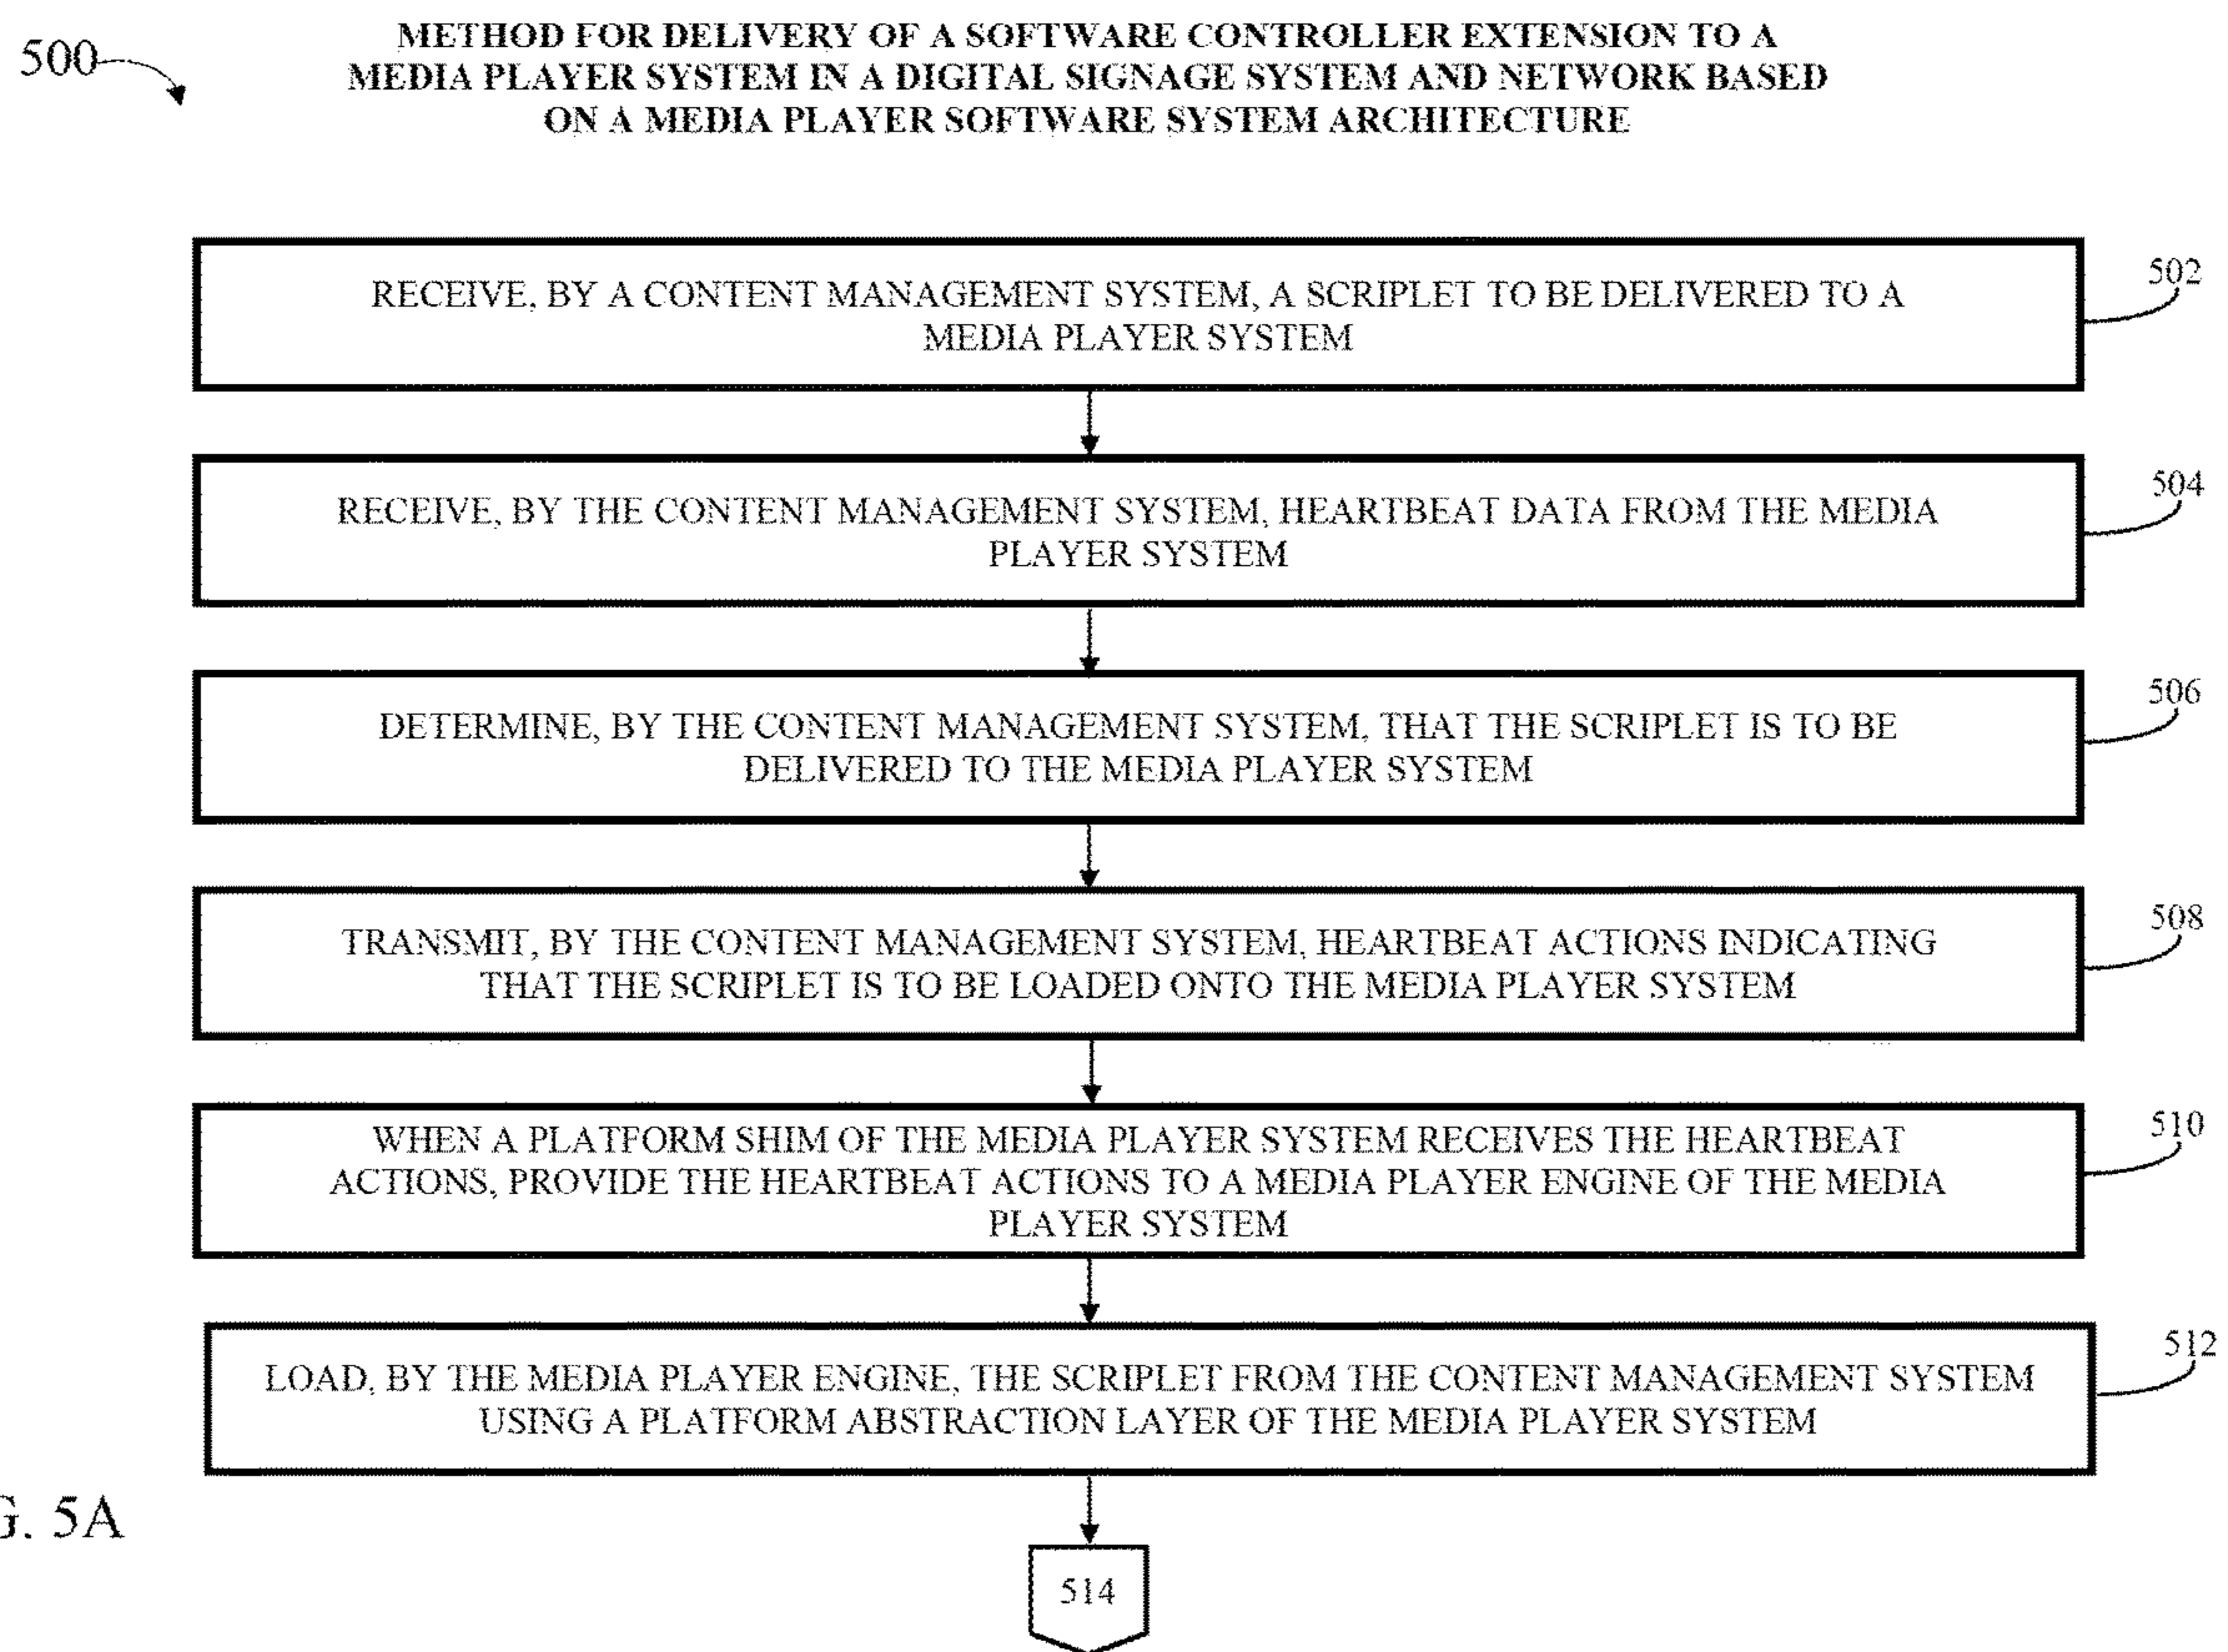 500
METHOD FOR DELIVERY OF A SOFTWARE CONTROLLER EXTENSION TO A
MEDIA PLAYER SYSTEM IN A DIGITAL SIGNAGE SYSTEM AND NETWORK BASED
ON A MEDIA PLAYER SOFTWARE SYSTEM ARCHITECTURE
RECEIVE, BY A CONTENT MANAGEMENT SYSTEM, A SCRIPLET TO BE DELIVERED TO A
MEDIA PLAYER SYSTEM
502
RECEIVE, BY THE CONTENT MANAGEMENT SYSTEM, HEARTBEAT DATA FROM THE MEDIA
PLAYER SYSTEM
504
DETERMINE, BY THE CONTENT MANAGEMENT SYSTEM, THAT THE SCRIPLET IS TO BE
DELIVERED TO THE MEDIA PLAYER SYSTEM
506
TRANSMIT, BY THE CONTENT MANAGEMENT SYSTEM, HEARTBEAT ACTIONS INDICATING
THAT THE SCRIPLET IS TO BE LOADED ONTO THE MEDIA PLAYER SYSTEM
508
WHEN A PLATFORM SHIM OF THE MEDIA PLAYER SYSTEM RECEIVES THE HEARTBEAT
ACTIONS, PROVIDE THE HEARTBEAT ACTIONS TO A MEDIA PLAYER ENGINE OF THE MEDIA
PLAYER SYSTEM
510
LOAD, BY THE MEDIA PLAYER ENGINE, THE SCRIPLET FROM THE CONTENT MANAGEMENT SYSTEM
USING A PLATFORM ABSTRACTION LAYER OF THE MEDIA PLAYER SYSTEM
512
G. 5A
514